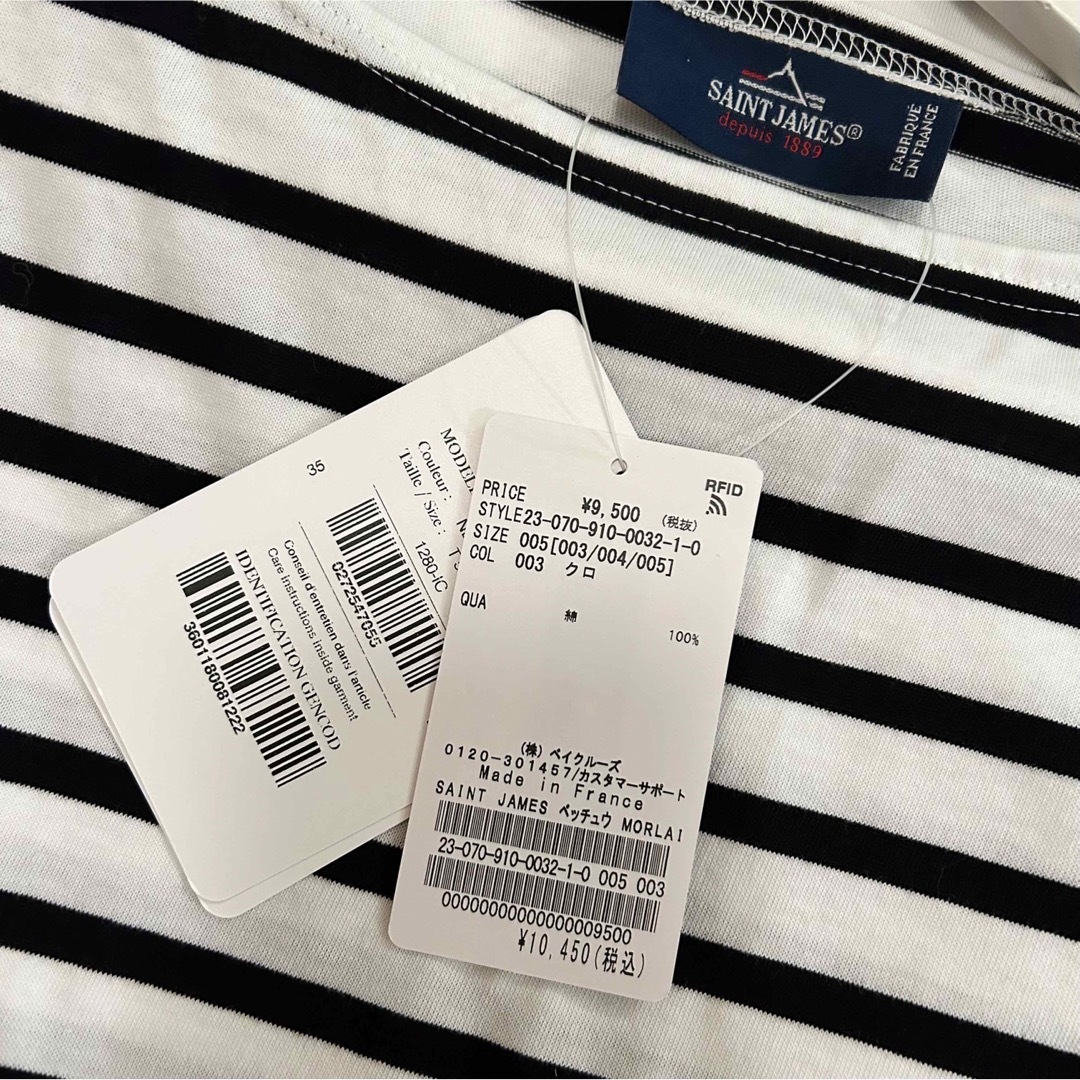 SAINT JAMES®
depuis 1889
FABRIQUÉ
EN FRANCE
RFID
PRICE ¥9,500 (税抜)
STYLE23-070-910-0032-1-0
SIZE 005[003/004/005]
COL 003 クロ
QUA 綿 100%
(株) ベイクルーズ
0120-301457/カスタマーサポート
Made in France
SAINT JAMES ベッチュウ MORLAI
23-070-910-0032-1-0 005 003
00000000000000009500
¥10,450(税込)
MODEL
Couleur :
Taille / Size :
1280-iC
35
0272547055
Conseil d'entretien dans l'article
Care instructions inside garment
IDENTIFICATION GENCOD
3601180081222